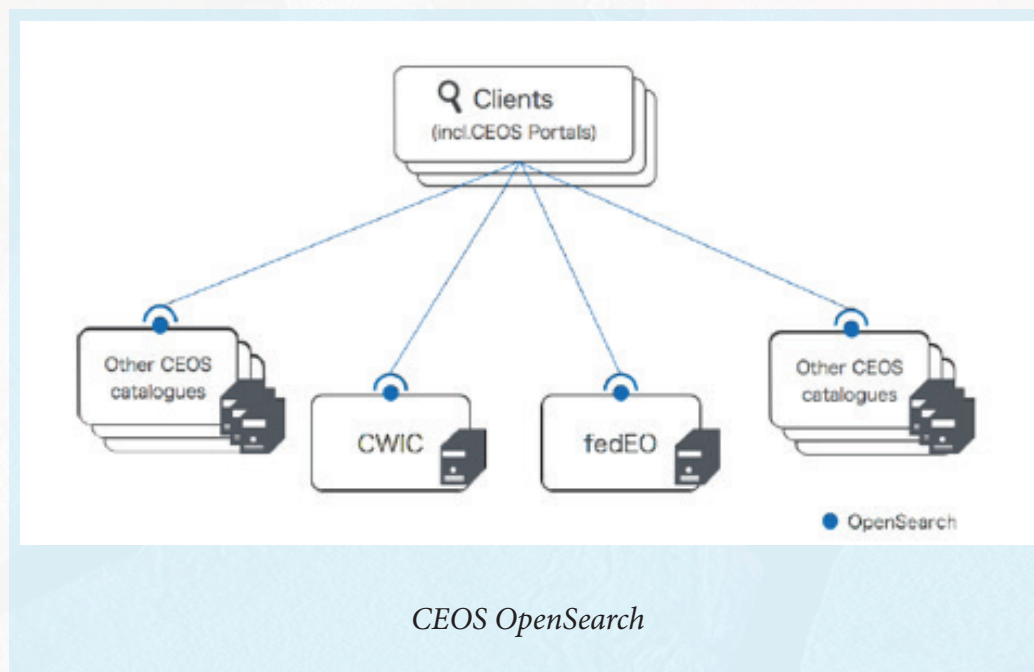 Clients
(incl.CEOS Portals)
Other CEOS
catalogues
CWIC
fedEO
Other CEOS
catalogues
OpenSearch
CEOS OpenSearch